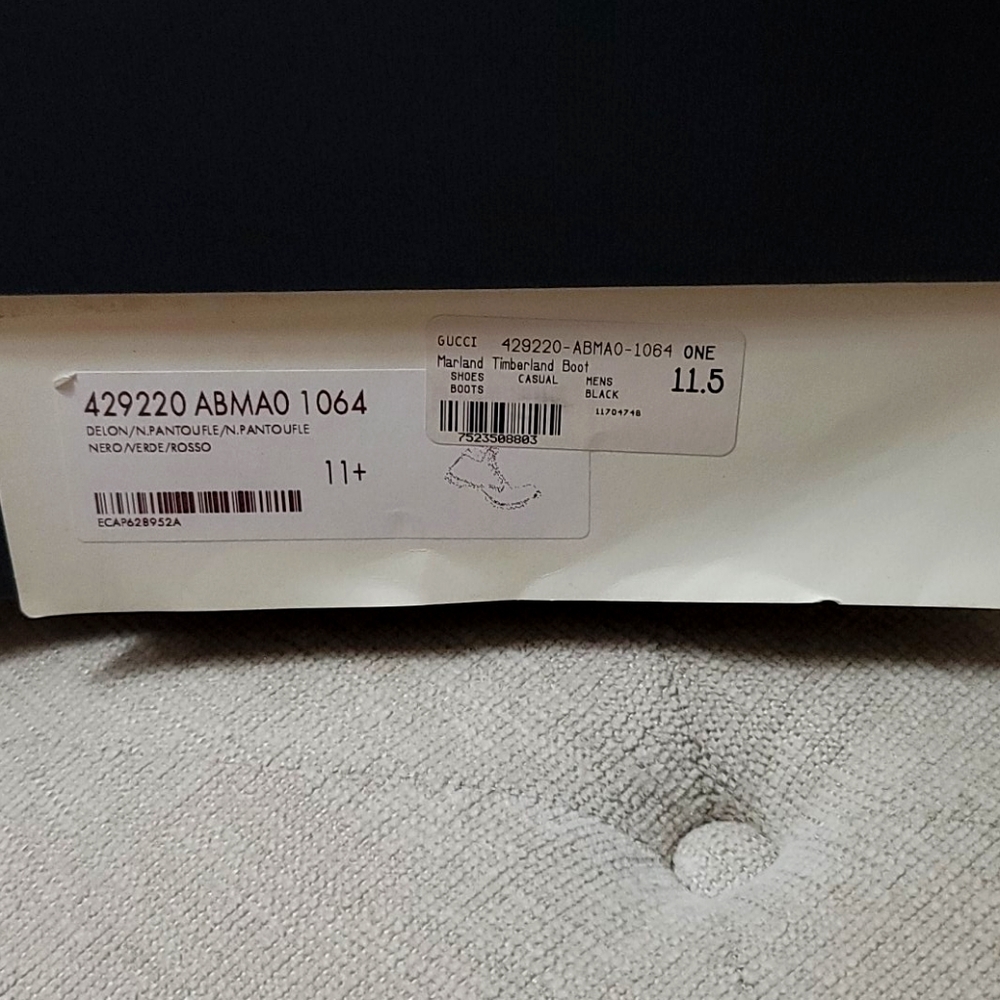 429220 ABMA0 1064
DELON/N.PANTOUFLE/N.PANTOUFLE
NERO/VERDE/ROSSO
11+
ECAP628952A
GUCCI 429220-ABMA0-1064 ONE
Marland Timberland Boot
SHOES CASUAL MENS 11.5
BOOTS BLACK
11704748
7523508803